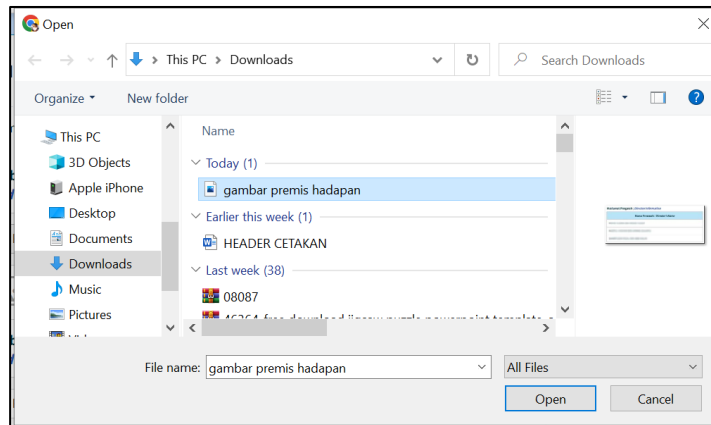 Open
This PC > Downloads
Search Downloads
Organize
New folder
This PC
3D Objects
Apple iPhone
Desktop
Documents
Downloads
Music
Pictures
Name
Today (1)
gambar premis hadapan
Earlier this week (1)
HEADER CETAKAN
Last week (38)
08087
File name: gambar premis hadapan
All Files
Open
Cancel